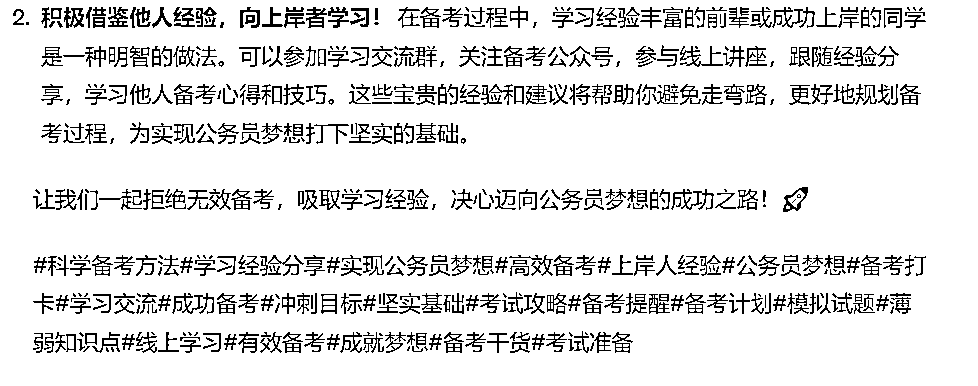 2. 积极借鉴他人经验，向上岸者学习！ 在备考过程中，学习经验丰富的前辈或成功上岸的同学
是一种明智的做法。可以参加学习交流群，关注备考公众号，参与线上讲座，跟随经验分
享，学习他人备考心得和技巧。这些宝贵的经验和建议将帮助你避免走弯路，更好地规划备
考过程，为实现公务员梦想打下坚实的基础。
让我们一起拒绝无效备考，吸取学习经验，决心迈向公务员梦想的成功之路！🚀
#科学备考方法#学习经验分享#实现公务员梦想#高效备考#上岸人经验#公务员梦想#备考打
卡#学习交流#成功备考#冲刺目标#坚实基础#考试攻略#备考提醒#备考计划#模拟试题#薄
弱知识点#线上学习#有效备考#成就梦想#备考干货#考试准备